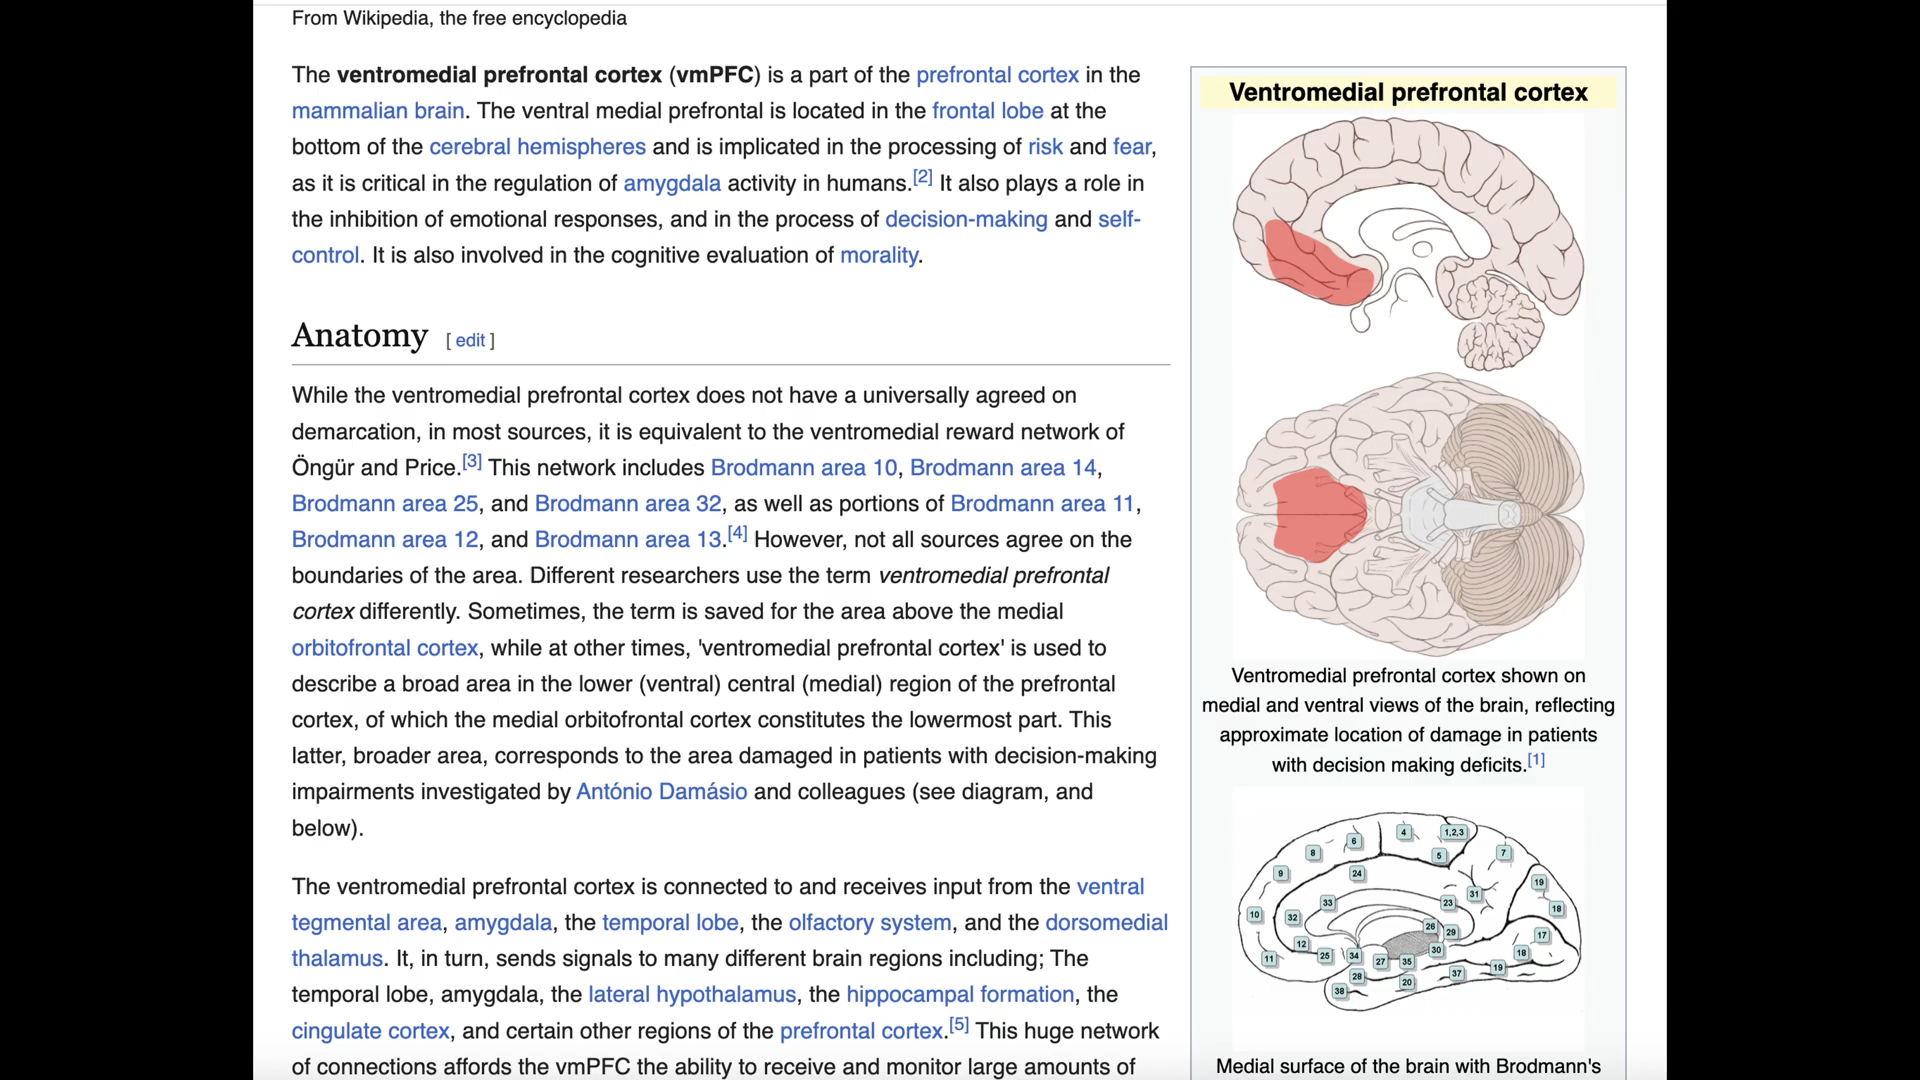 From Wikipedia, the free encyclopedia
The ventromedial prefrontal cortex (vmPFC) is a part of the prefrontal cortex in the
mammalian brain. The ventral medial prefrontal is located in the frontal lobe at the
bottom of the cerebral hemispheres and is implicated in the processing of risk and fear,
as it is critical in the regulation of amygdala activity in humans.[2] It also plays a role in
the inhibition of emotional responses, and in the process of decision-making and self-
control. It is also involved in the cognitive evaluation of morality.
Anatomy [ edit ]
While the ventromedial prefrontal cortex does not have a universally agreed on
demarcation, in most sources, it is equivalent to the ventromedial reward network of
Öngür and Price.[3] This network includes Brodmann area 10, Brodmann area 14,
Brodmann area 25, and Brodmann area 32, as well as portions of Brodmann area 11,
Brodmann area 12, and Brodmann area 13.[4] However, not all sources agree on the
boundaries of the area. Different researchers use the term ventromedial prefrontal
cortex differently. Sometimes, the term is saved for the area above the medial
orbitofrontal cortex, while at other times, 'ventromedial prefrontal cortex' is used to
describe a broad area in the lower (ventral) central (medial) region of the prefrontal
cortex, of which the medial orbitofrontal cortex constitutes the lowermost part. This
latter, broader area, corresponds to the area damaged in patients with decision-making
impairments investigated by António Damásio and colleagues (see diagram, and
below).
The ventromedial prefrontal cortex is connected to and receives input from the ventral
tegmental area, amygdala, the temporal lobe, the olfactory system, and the dorsomedial
thalamus. It, in turn, sends signals to many different brain regions including; The
temporal lobe, amygdala, the lateral hypothalamus, the hippocampal formation, the
cingulate cortex, and certain other regions of the prefrontal cortex.[5] This huge network
of connections affords the vmPFC the ability to receive and monitor large amounts of
Ventromedial prefrontal cortex
Ventromedial prefrontal cortex shown on
medial and ventral views of the brain, reflecting
approximate location of damage in patients
with decision making deficits.[1]
6 4 1,2,3
8 5 7
9 24 19
33 23 31 18
10 32 26 29 17
12 25 34 27 35 30 18
11 28 20 37 19
38
Medial surface of the brain with Brodmann's